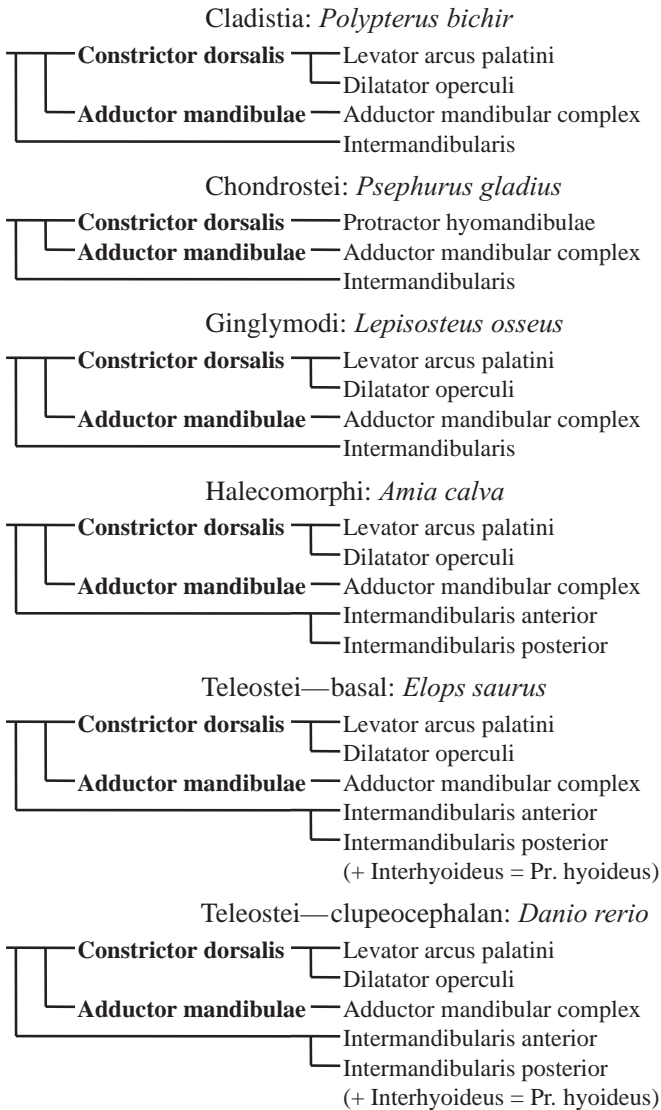 Cladistia: Polypterus bichir
Constrictor dorsalis Levator arcus palatini
Dilatator operculi
Adductor mandibulae Adductor mandibular complex
Intermandibularis
Chondrostei: Psephurus gladius
Constrictor dorsalis Protractor hyomandibulae
Adductor mandibulae Adductor mandibular complex
Intermandibularis
Ginglymodi: Lepisosteus osseus
Constrictor dorsalis Levator arcus palatini
Dilatator operculi
Adductor mandibulae Adductor mandibular complex
Intermandibularis
Halecomorphi: Amia calva
Constrictor dorsalis Levator arcus palatini
Dilatator operculi
Adductor mandibulae Adductor mandibular complex
Intermandibularis anterior
Intermandibularis posterior
Teleostei—basal: Elops saurus
Constrictor dorsalis Levator arcus palatini
Dilatator operculi
Adductor mandibulae Adductor mandibular complex
Intermandibularis anterior
Intermandibularis posterior
(+ Interhyoideus = Pr. hyoideus)
Teleostei—clupeocephalan: Danio rerio
Constrictor dorsalis Levator arcus palatini
Dilatator operculi
Adductor mandibulae Adductor mandibular complex
Intermandibularis anterior
Intermandibularis posterior
(+ Interhyoideus = Pr. hyoideus)